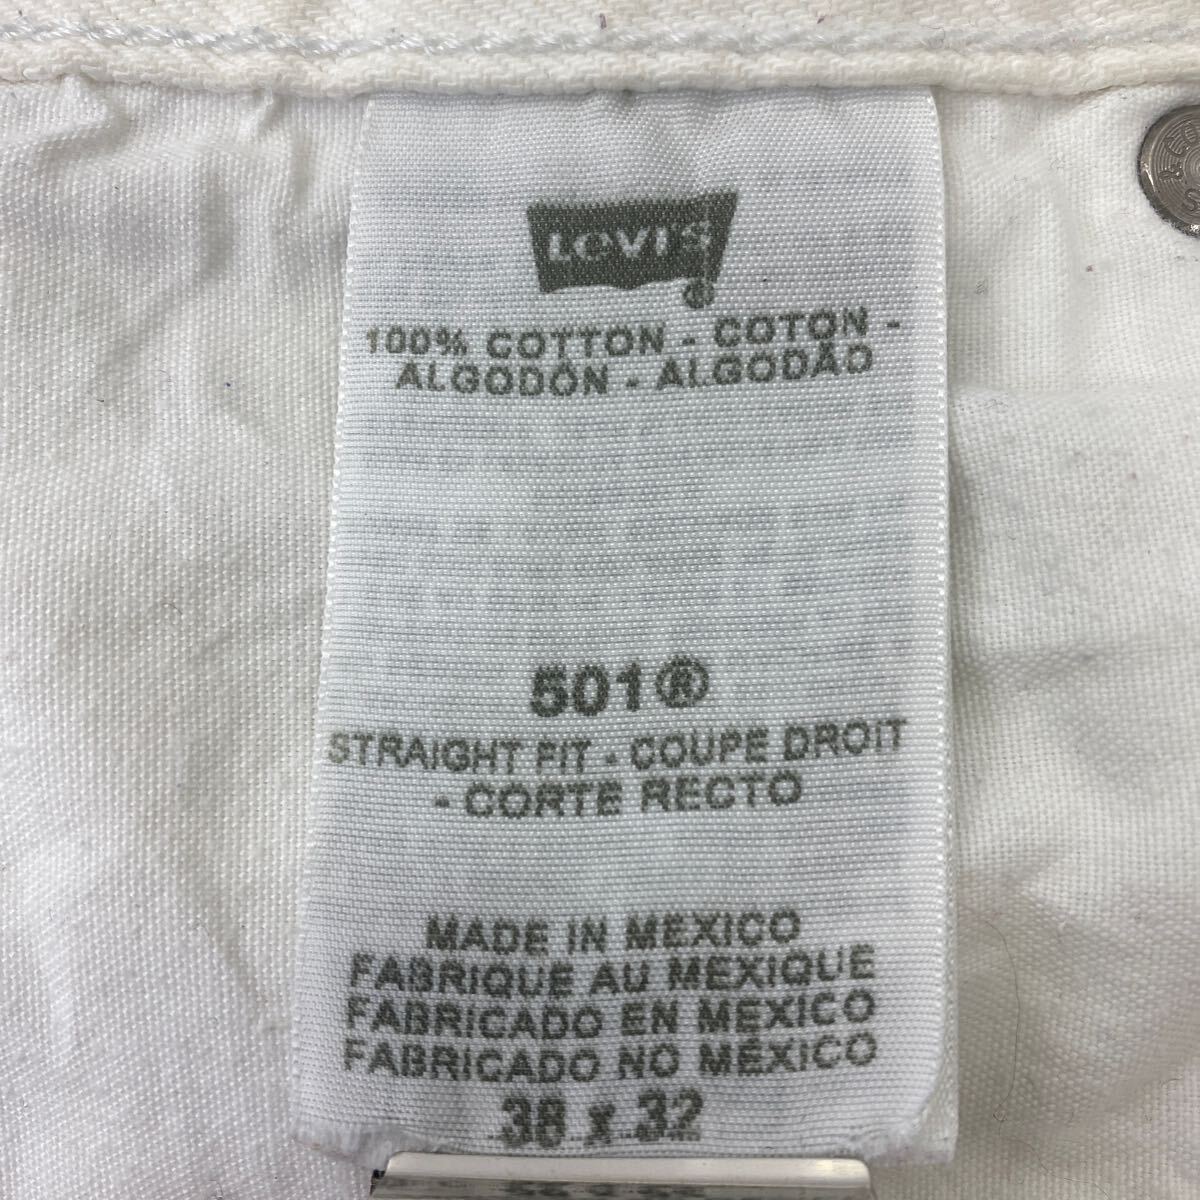 LEVI'S
®
100% COTTON - COTON -
ALGODÓN - ALGODÃO
501®
STRAIGHT FIT - COUPE DROIT
- CORTE RECTO
MADE IN MEXICO
FABRIQUE AU MEXIQUE
FABRICADO EN MEXICO
FABRICADO NO MÉXICO
38 x 32